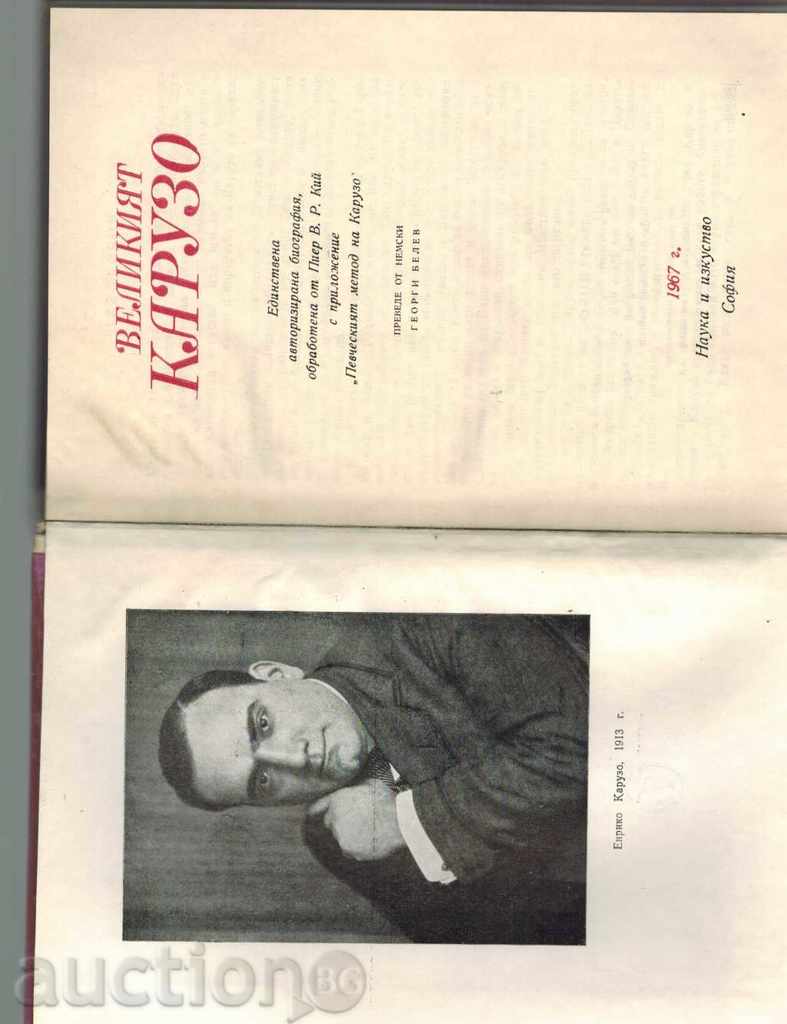 ВЕЛИКИЯТ
КАРУЗО
Единствена
авторизирана биография,
обработена от Пиер В. Р. Кий
с приложение
„Певческият метод на Карузо“
ПРЕВЕДЕ ОТ НЕМСКИ
ГЕОРГИ БЕЛЕВ
1967 г.
Наука и изкуство
София
Енрико Карузо, 1913 г.
auction BG